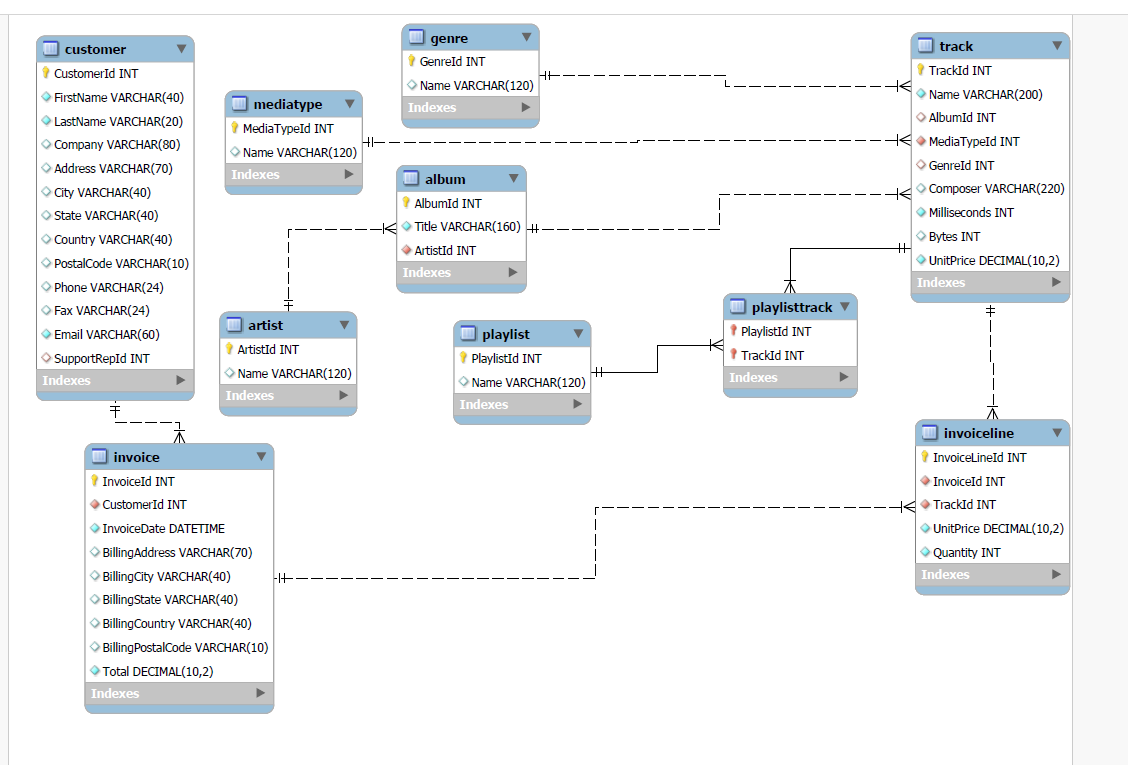 customer
CustomerId INT
FirstName VARCHAR(40)
LastName VARCHAR(20)
Company VARCHAR(80)
Address VARCHAR(70)
City VARCHAR(40)
State VARCHAR(40)
Country VARCHAR(40)
PostalCode VARCHAR(10)
Phone VARCHAR(24)
Fax VARCHAR(24)
Email VARCHAR(60)
SupportRepId INT
Indexes
mediatype
MediaTypeId INT
Name VARCHAR(120)
Indexes
genre
GenreId INT
Name VARCHAR(120)
Indexes
album
AlbumId INT
Title VARCHAR(160)
ArtistId INT
Indexes
track
TrackId INT
Name VARCHAR(200)
AlbumId INT
MediaTypeId INT
GenreId INT
Composer VARCHAR(220)
Milliseconds INT
Bytes INT
UnitPrice DECIMAL(10,2)
Indexes
artist
ArtistId INT
Name VARCHAR(120)
Indexes
playlist
PlaylistId INT
Name VARCHAR(120)
Indexes
playlisttrack
PlaylistId INT
TrackId INT
Indexes
invoice
InvoiceId INT
CustomerId INT
InvoiceDate DATETIME
BillingAddress VARCHAR(70)
BillingCity VARCHAR(40)
BillingState VARCHAR(40)
BillingCountry VARCHAR(40)
BillingPostalCode VARCHAR(10)
Total DECIMAL(10,2)
Indexes
invoiceline
InvoiceLineId INT
InvoiceId INT
TrackId INT
UnitPrice DECIMAL(10,2)
Quantity INT
Indexes